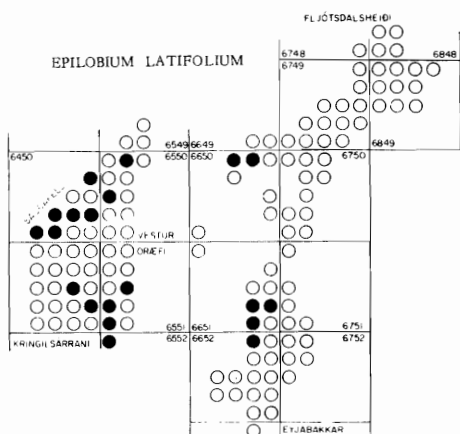 FLJÓTSDALSHEIÐI
EPILOBIUM LATIFOLIUM
6748 6848
6749
6849
6549 6649
6450 6550 6650 6750
VESTUR
ÖRÆFI
6551 6651 6751
KRINGILSÁRRANI 6552 6652 6752
EYJABAKKAR